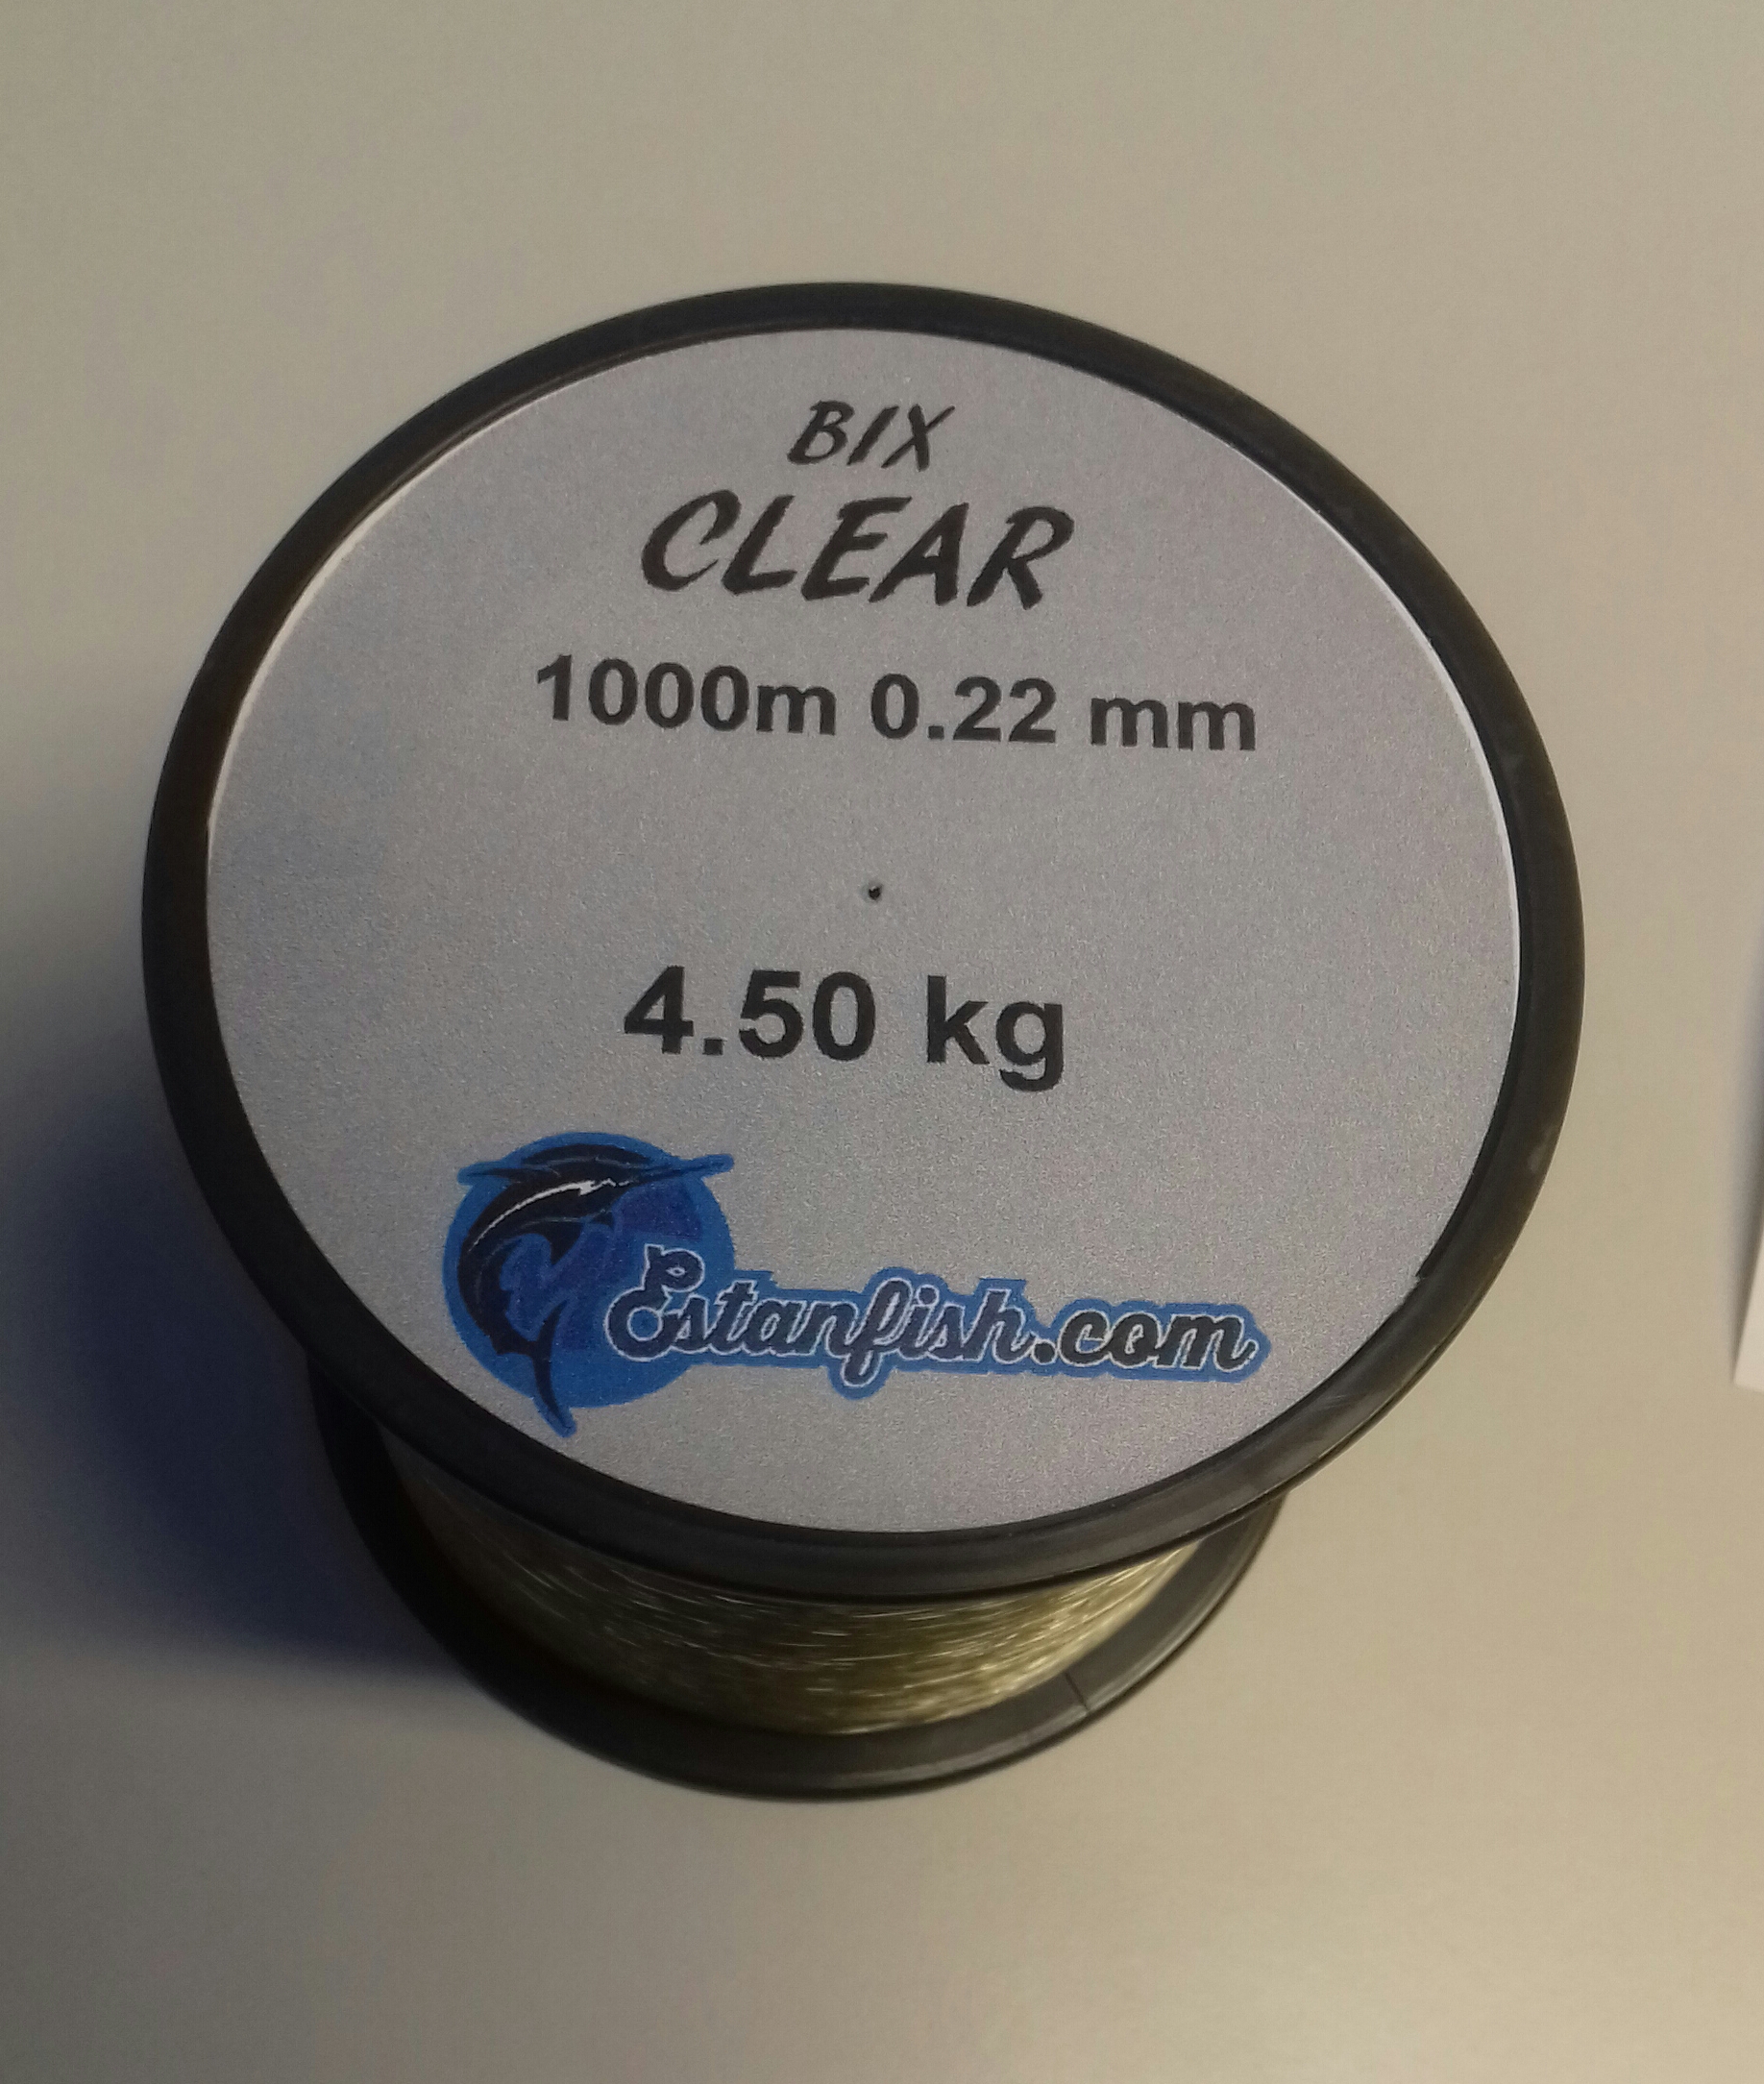 BIX
CLEAR
1000m 0.22 mm
4.50 kg
Estanfish.com